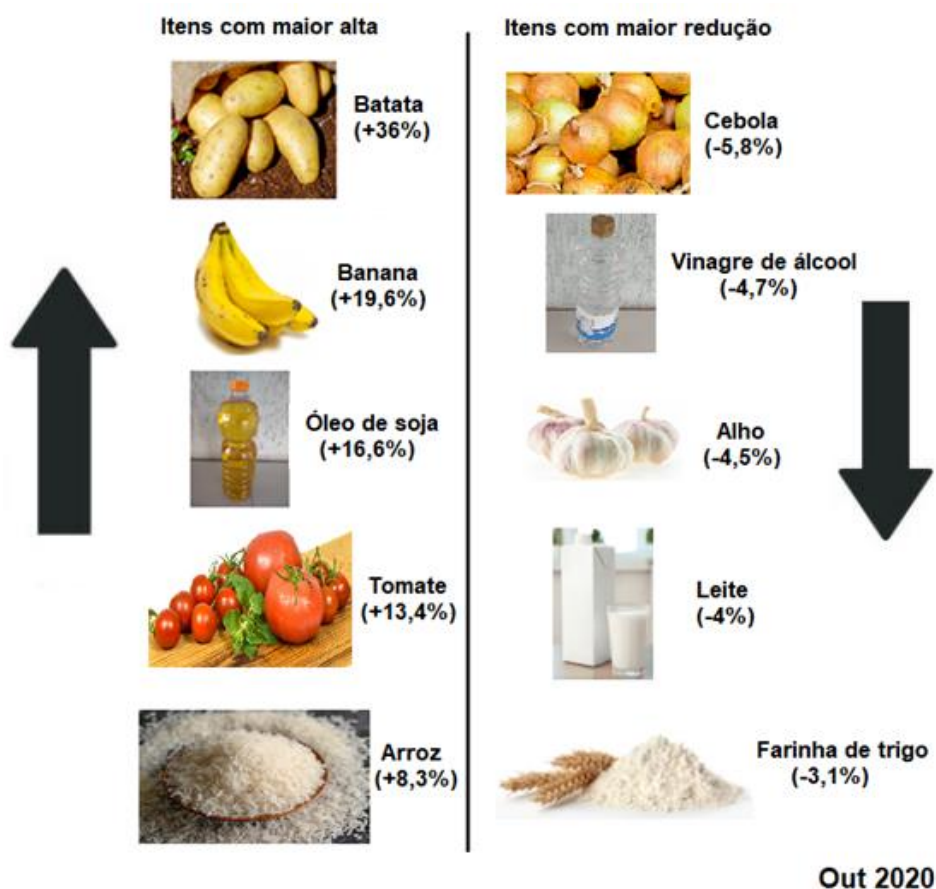 Itens com maior alta
Batata
(+36%)
Banana
(+19,6%)
Óleo de soja
(+16,6%)
Tomate
(+13,4%)
Arroz
(+8,3%)
Itens com maior redução
Cebola
(-5,8%)
Vinagre de álcool
(-4,7%)
Alho
(-4,5%)
Leite
(-4%)
Farinha de trigo
(-3,1%)
Out 2020